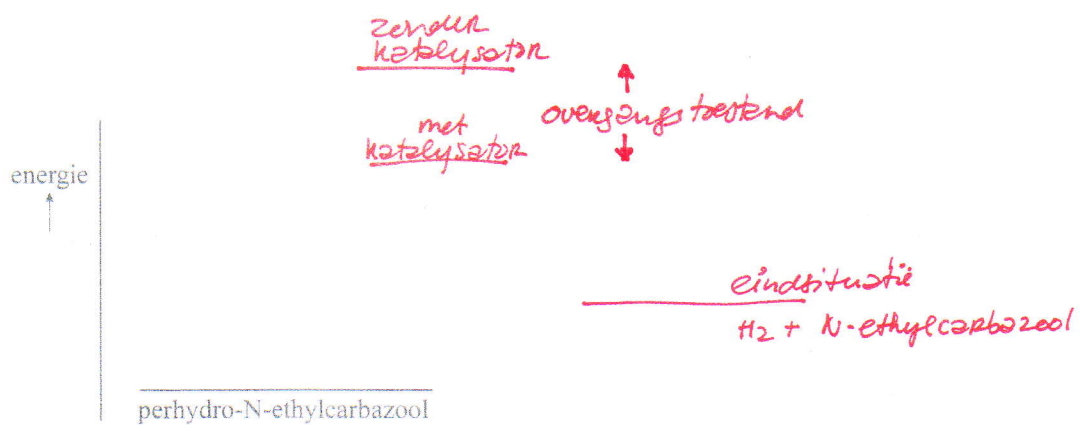 zonder
katalysator
met
katalysator
overgangstoestand
energie
eindsituatie
H2 + N-ethylcarbazool
perhydro-N-ethylcarbazool